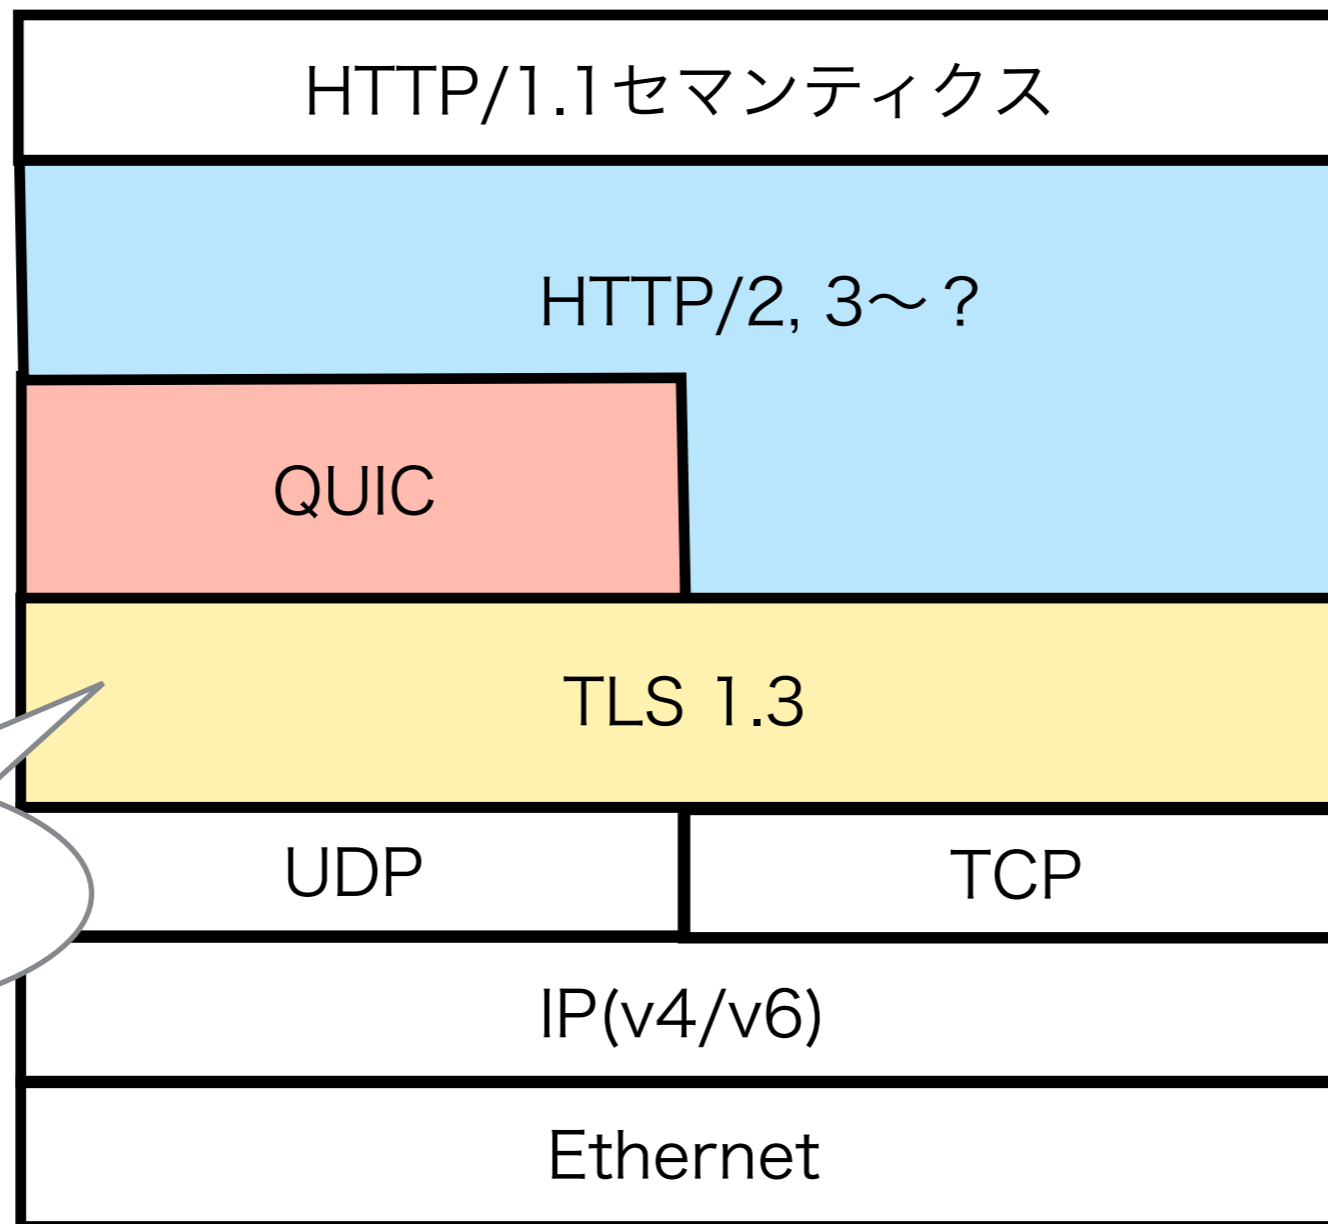 HTTP/1.1セマンティクス
HTTP/2, 3〜？
QUIC
TLS 1.3
UDP
TCP
IP(v4/v6)
Ethernet